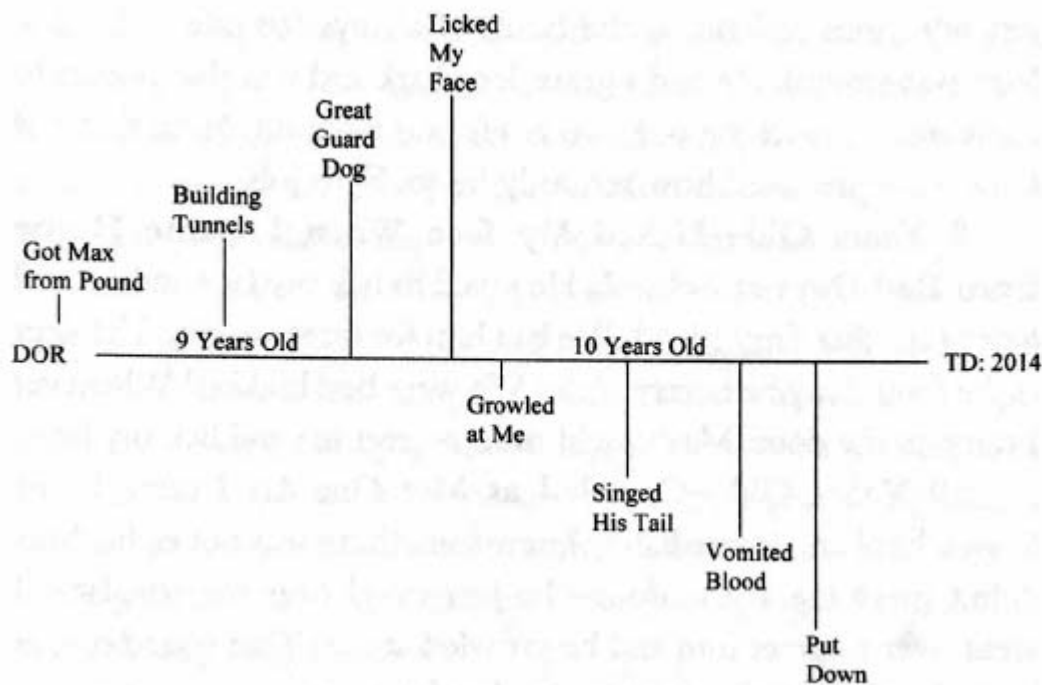 Licked
My
Face
Great
Guard
Dog
Building
Tunnels
Got Max
from Pound
9 Years Old
10 Years Old
DOR
TD: 2014
Growled
at Me
Singed
His Tail
Vomited
Blood
Put
Down